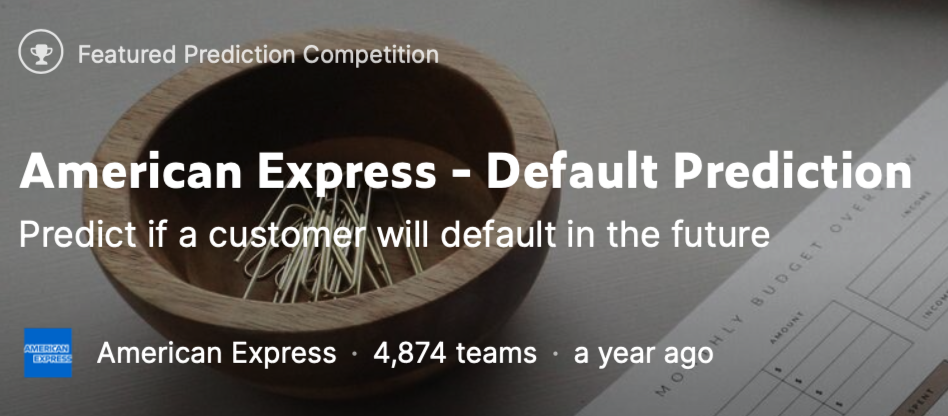 Featured Prediction Competition
American Express - Default Prediction
Predict if a customer will default in the future
AMERICAN
EXPRESS
American Express · 4,874 teams · a year ago
MONTHLY BUDGET OVERVIEW
INCOME
AMOUNT
$
$
$
SPENT